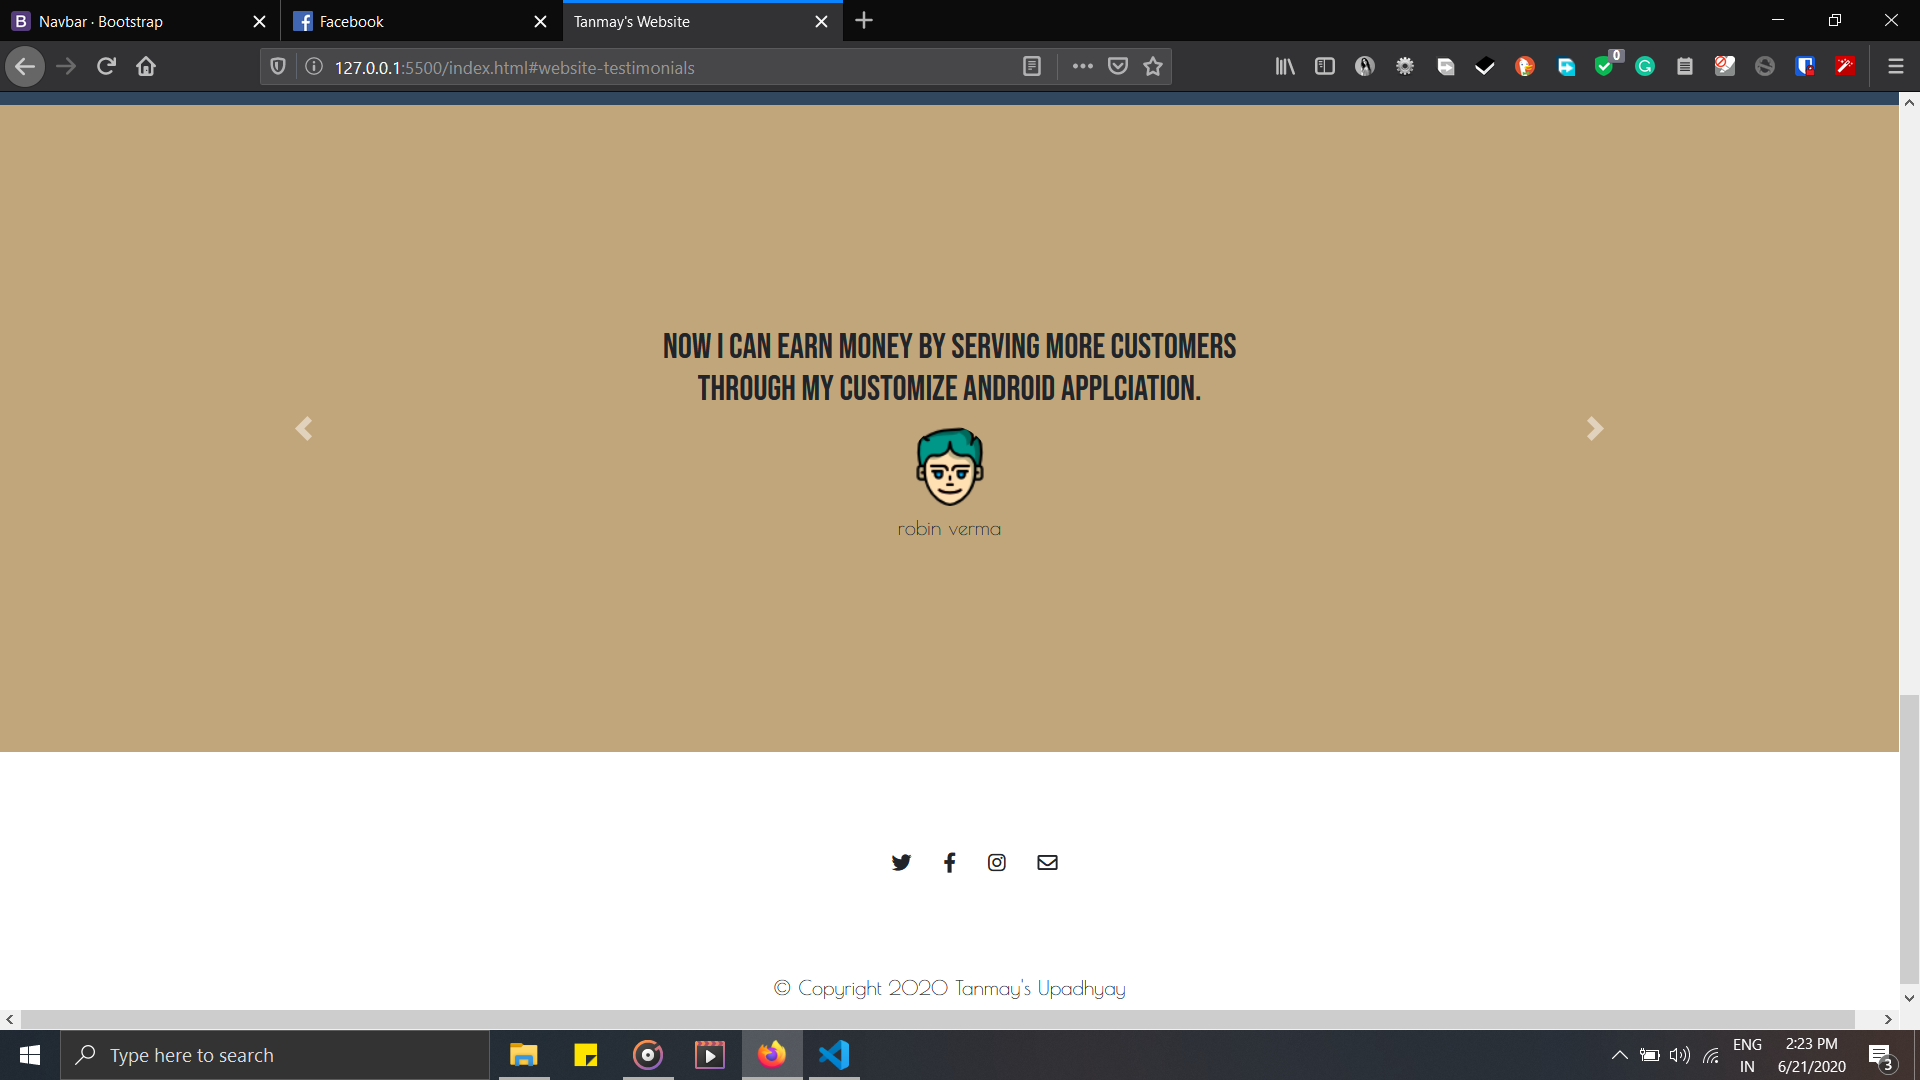 Navbar · Bootstrap
Facebook
Tanmay's Website
127.0.0.1:5500/index.html#website-testimonials
0
NOW I CAN EARN MONEY BY SERVING MORE CUSTOMERS
THROUGH MY CUSTOMIZE ANDROID APPLCIATION.
robin verma
© Copyright 2020 Tanmay's Upadhyay
Type here to search
ENG
IN
2:23 PM
6/21/2020
3